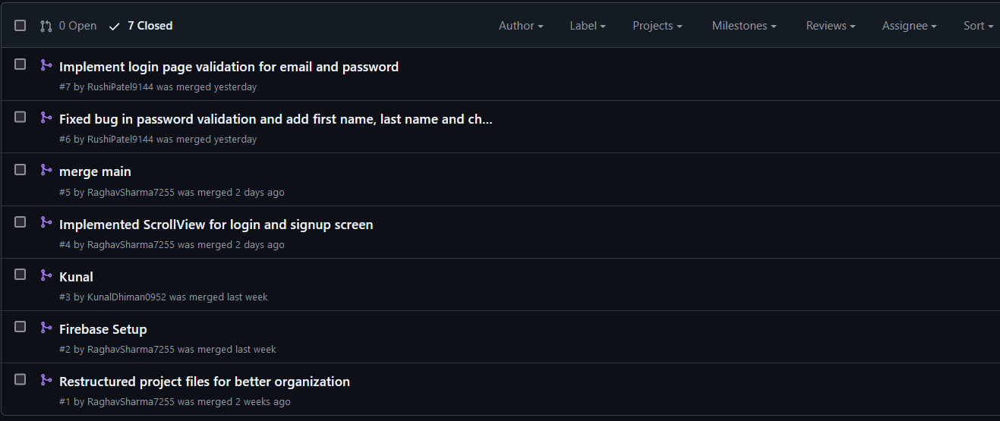 0 Open 7 Closed Author Label Projects Milestones Reviews Assignee Sort
Implement login page validation for email and password
#7 by RushiPatel9144 was merged yesterday
Fixed bug in password validation and add first name, last name and ch...
#6 by RushiPatel9144 was merged yesterday
merge main
#5 by RaghavSharma7255 was merged 2 days ago
Implemented ScrollView for login and signup screen
#4 by RaghavSharma7255 was merged 2 days ago
Kunal
#3 by KunalDhiman0952 was merged last week
Firebase Setup
#2 by RaghavSharma7255 was merged last week
Restructured project files for better organization
#1 by RaghavSharma7255 was merged 2 weeks ago